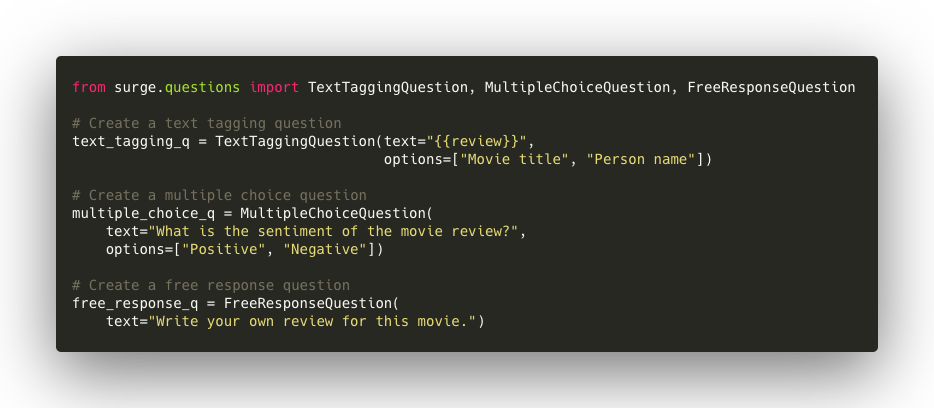 from surge.questions import TextTaggingQuestion, MultipleChoiceQuestion, FreeResponseQuestion

# Create a text tagging question
text_tagging_q = TextTaggingQuestion(text="{{review}}",
                                     options=["Movie title", "Person name"])

# Create a multiple choice question
multiple_choice_q = MultipleChoiceQuestion(
    text="What is the sentiment of the movie review?",
    options=["Positive", "Negative"])

# Create a free response question
free_response_q = FreeResponseQuestion(
    text="Write your own review for this movie.")